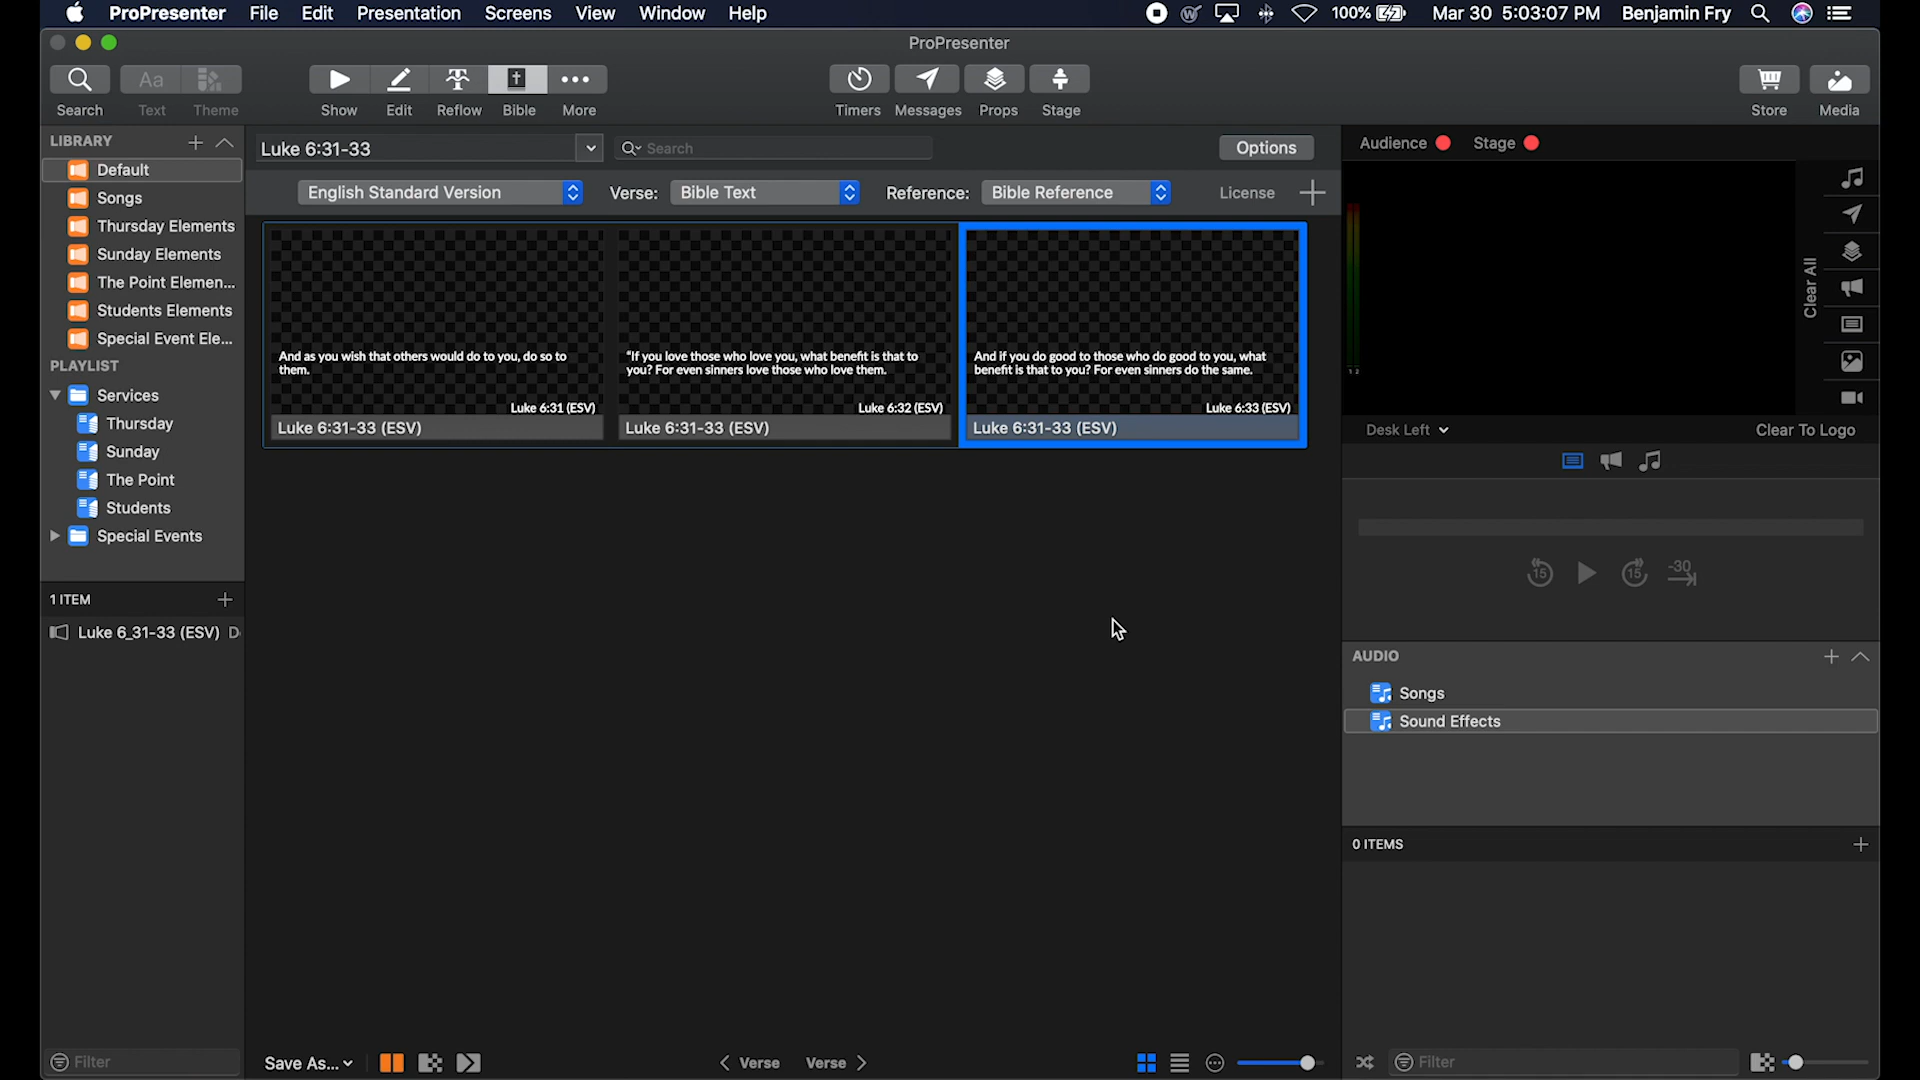 ProPresenter File Edit Presentation Screens View Window Help 100% Mar 30 5:03:07 PM Benjamin Fry
ProPresenter
Aa
Search Text Theme Show Edit Reflow Bible More Timers Messages Props Stage Store Media
LIBRARY
Default
Songs
Thursday Elements
Sunday Elements
The Point Elemen...
Students Elements
Special Event Ele...
PLAYLIST
Services
Thursday
Sunday
The Point
Students
Special Events
1 ITEM
Luke 6_31-33 (ESV) D
Filter
Luke 6:31-33 Search Options
English Standard Version Verse: Bible Text Reference: Bible Reference License
And as you wish that others would do to you, do so to
them.
Luke 6:31 (ESV)
Luke 6:31-33 (ESV)
“If you love those who love you, what benefit is that to
you? For even sinners love those who love them.
Luke 6:32 (ESV)
Luke 6:31-33 (ESV)
And if you do good to those who do good to you, what
benefit is that to you? For even sinners do the same.
Luke 6:33 (ESV)
Luke 6:31-33 (ESV)
Save As... Verse Verse
Audience Stage
Clear All
1 2
Desk Left Clear To Logo
15 15 -30
AUDIO
Songs
Sound Effects
0 ITEMS
Filter